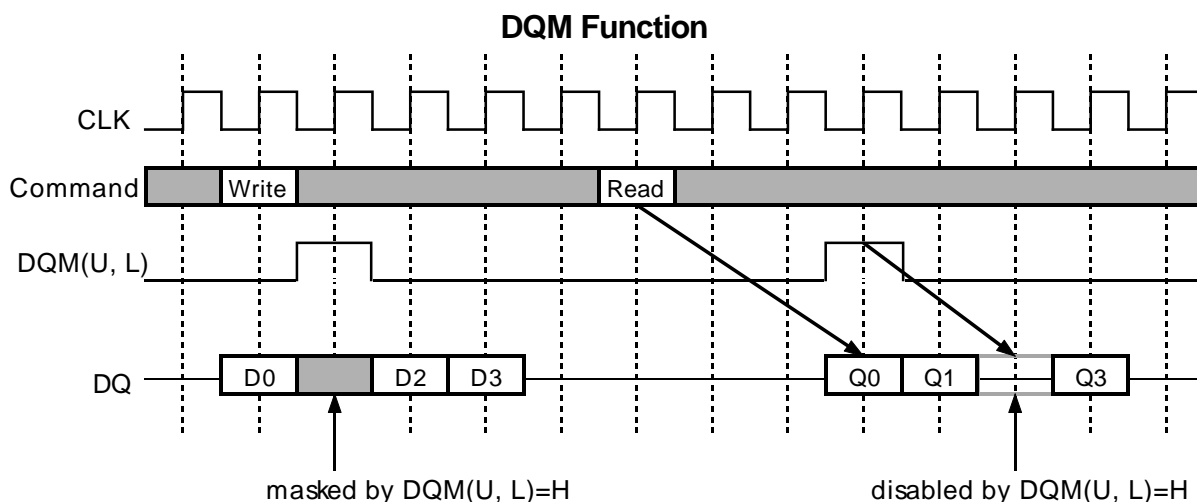 DQM Function
CLK
Command Write Read
DQM(U, L)
DQ D0 D2 D3 Q0 Q1 Q3
masked by DQM(U, L)=H disabled by DQM(U, L)=H